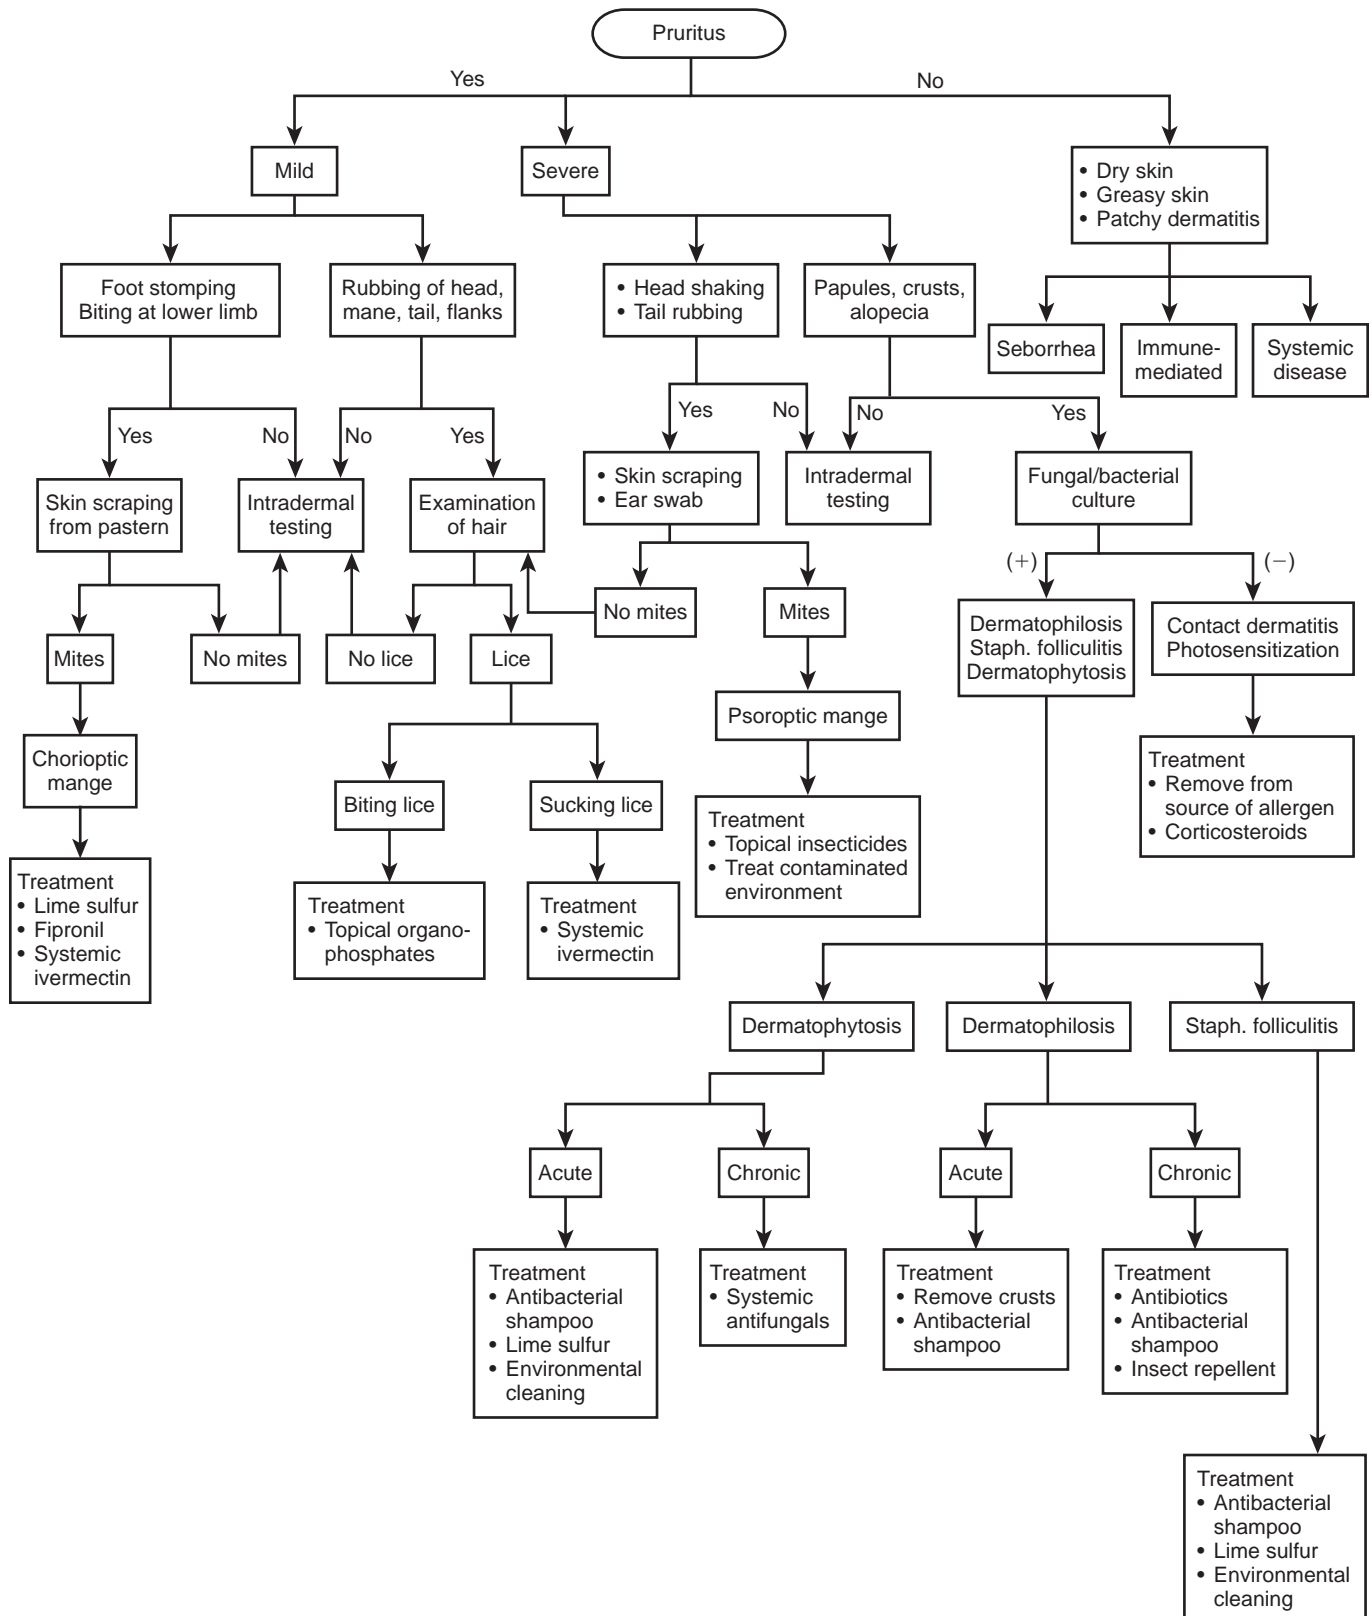 Pruritus
Yes
No
Mild
Severe
• Dry skin
• Greasy skin
• Patchy dermatitis
Foot stomping
Biting at lower limb
Rubbing of head,
mane, tail, flanks
• Head shaking
• Tail rubbing
Papules, crusts,
alopecia
Seborrhea
Immune-
mediated
Systemic
disease
Yes
No
No
Yes
Yes
No
No
Yes
Skin scraping
from pastern
Intradermal
testing
Examination
of hair
• Skin scraping
• Ear swab
Intradermal
testing
Fungal/bacterial
culture
(+)
(−)
Mites
No mites
No lice
Lice
No mites
Mites
Dermatophilosis
Staph. folliculitis
Dermatophytosis
Contact dermatitis
Photosensitization
Chorioptic
mange
Biting lice
Sucking lice
Psoroptic mange
Treatment
• Remove from
source of allergen
• Corticosteroids
Treatment
• Lime sulfur
• Fipronil
• Systemic
ivermectin
Treatment
• Topical organo-
phosphates
Treatment
• Systemic
ivermectin
Treatment
• Topical insecticides
• Treat contaminated
environment
Dermatophytosis
Dermatophilosis
Staph. folliculitis
Acute
Chronic
Acute
Chronic
Treatment
• Antibacterial
shampoo
• Lime sulfur
• Environmental
cleaning
Treatment
• Systemic
antifungals
Treatment
• Remove crusts
• Antibacterial
shampoo
Treatment
• Antibiotics
• Antibacterial
shampoo
• Insect repellent
Treatment
• Antibacterial
shampoo
• Lime sulfur
• Environmental
cleaning